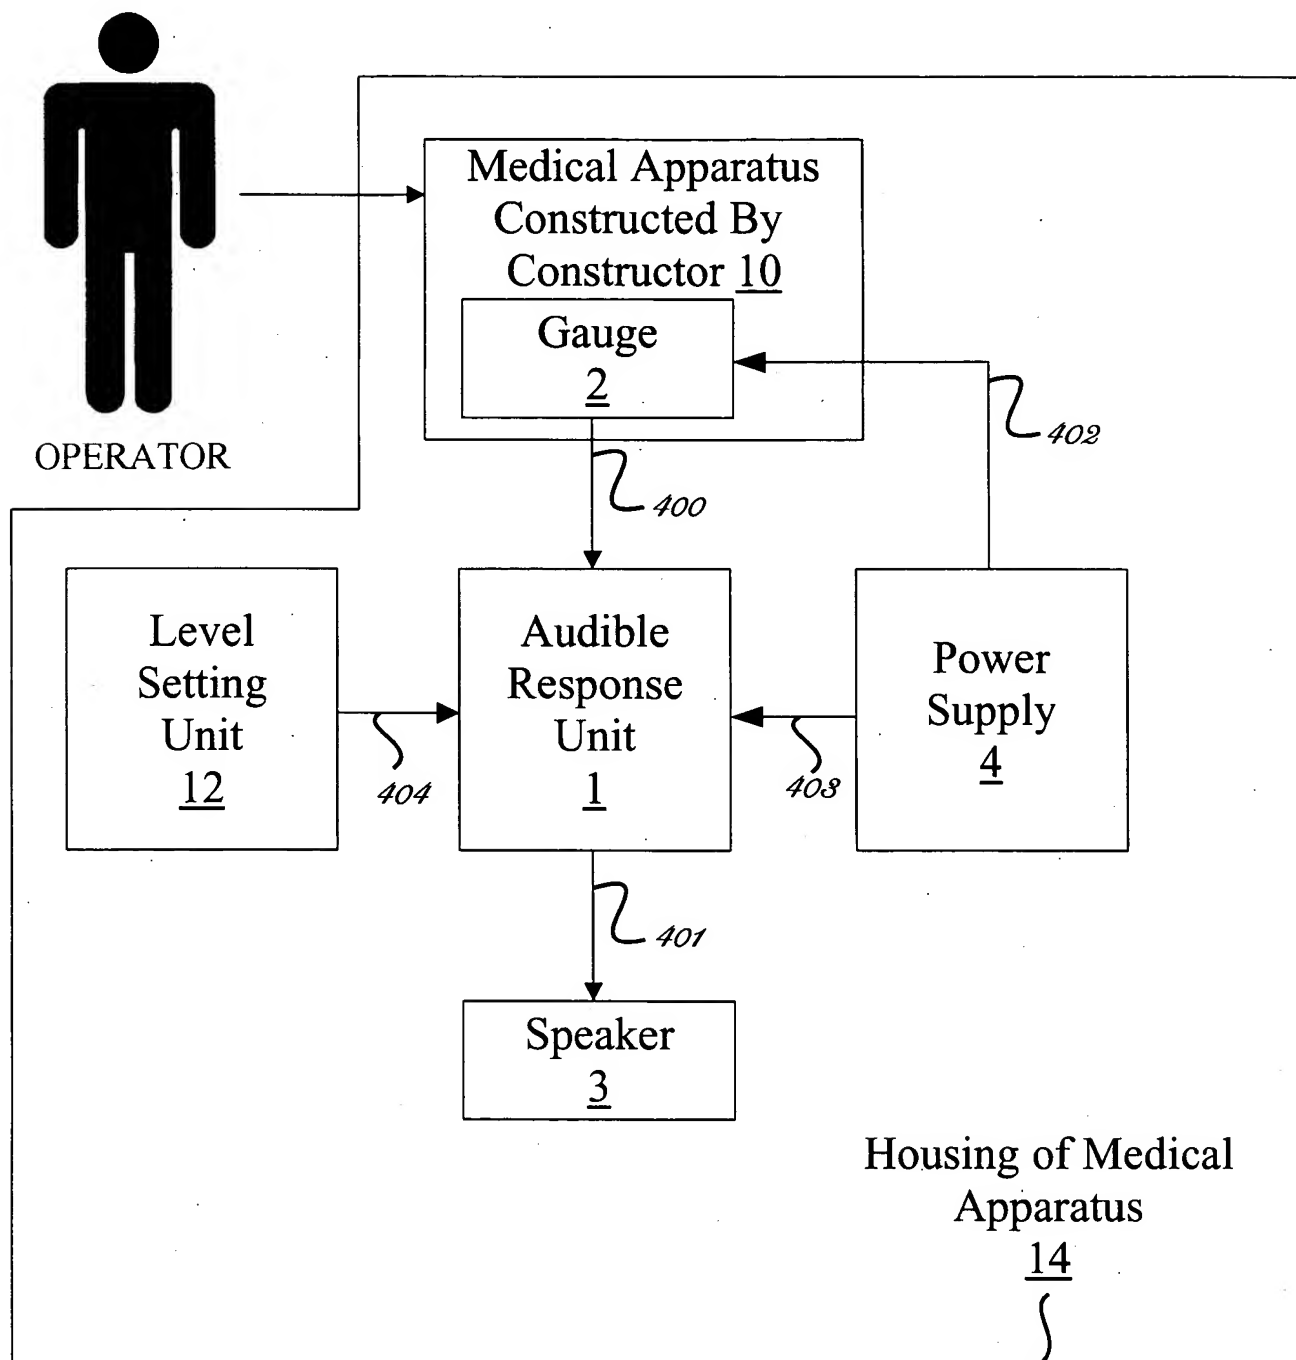 Medical Apparatus
Constructed By
Constructor 10
Gauge
2
402
OPERATOR
400
Level
Setting
Unit
12
404
Audible
Response
Unit
1
403
Power
Supply
4
401
Speaker
3
Housing of Medical
Apparatus
14